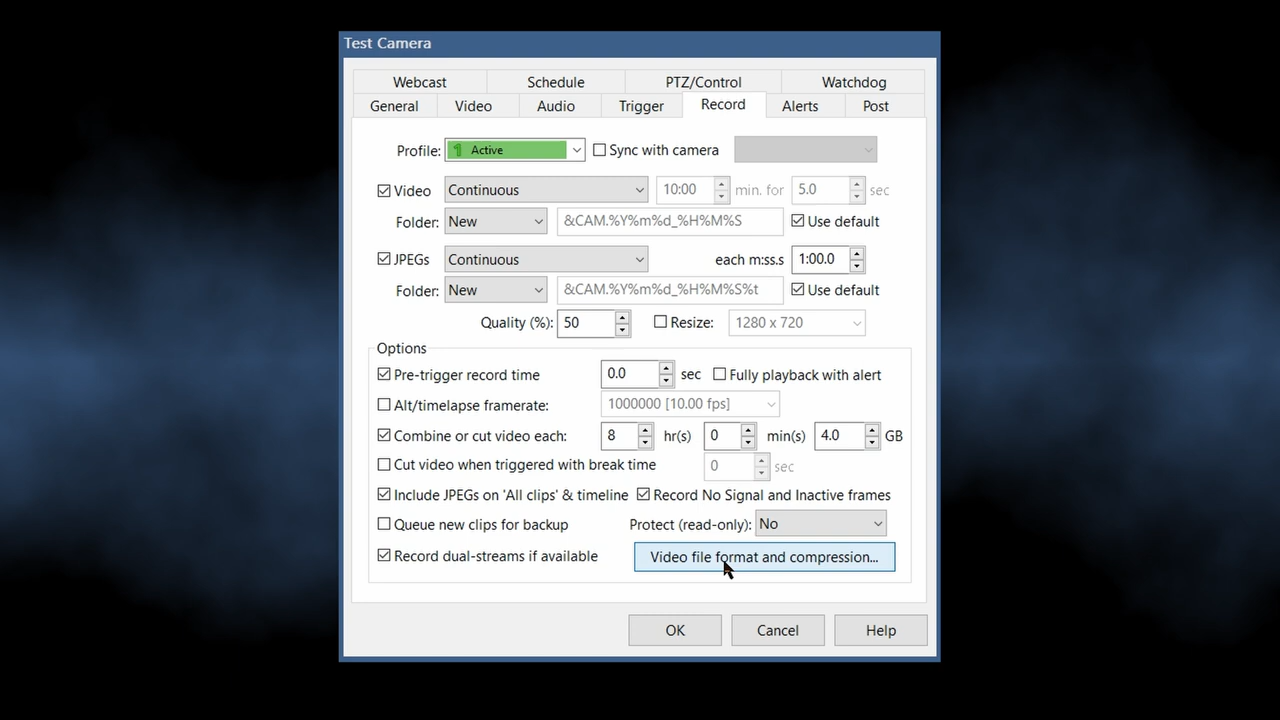 Test Camera
Webcast Schedule PTZ/Control Watchdog
General Video Audio Trigger Record Alerts Post
Profile: 1 Active Sync with camera
Video Continuous 10:00 min. for 5.0 sec
Folder: New &CAM.%Y%m%d_%H%M%S Use default
JPEGs Continuous each m:ss.s 1:00.0
Folder: New &CAM.%Y%m%d_%H%M%S%t Use default
Quality (%): 50 Resize: 1280 x 720
Options
Pre-trigger record time 0.0 sec Fully playback with alert
Alt/timelapse framerate: 1000000 [10.00 fps]
Combine or cut video each: 8 hr(s) 0 min(s) 4.0 GB
Cut video when triggered with break time 0 sec
Include JPEGs on 'All clips' & timeline Record No Signal and Inactive frames
Queue new clips for backup Protect (read-only): No
Record dual-streams if available Video file format and compression...
OK Cancel Help